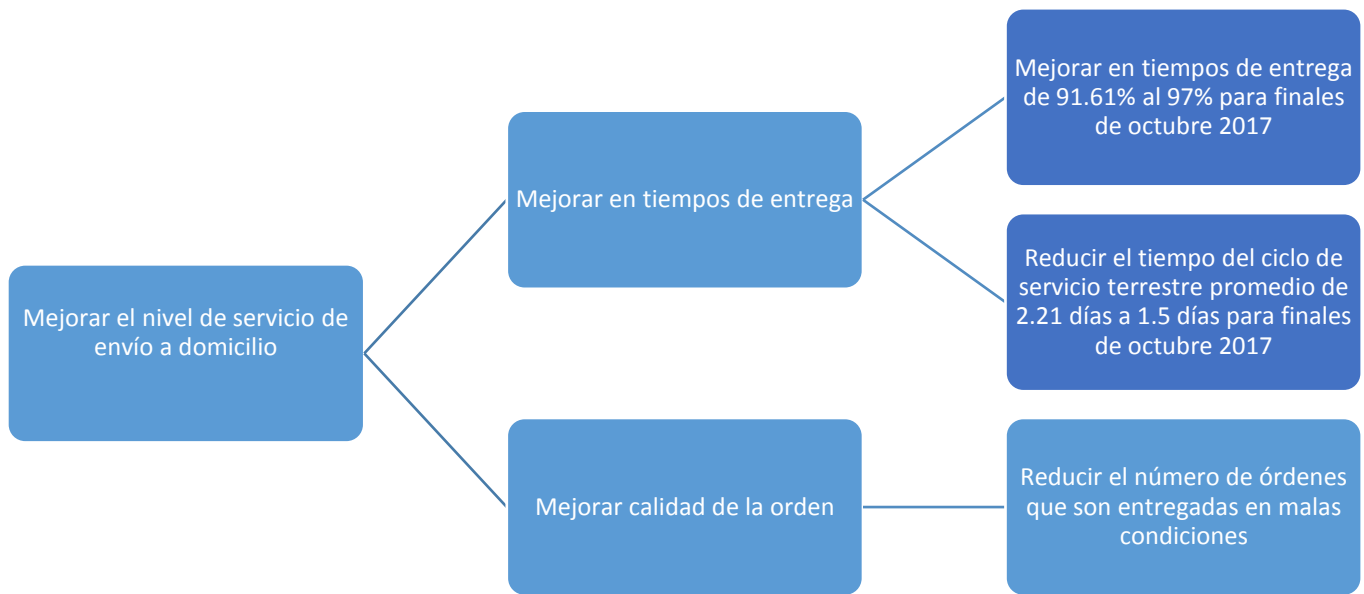 Mejorar el nivel de servicio de
envío a domicilio
Mejorar en tiempos de entrega
Mejorar en tiempos de entrega
de 91.61% al 97% para finales
de octubre 2017
Reducir el tiempo del ciclo de
servicio terrestre promedio de
2.21 días a 1.5 días para finales
de octubre 2017
Mejorar calidad de la orden
Reducir el número de órdenes
que son entregadas en malas
condiciones